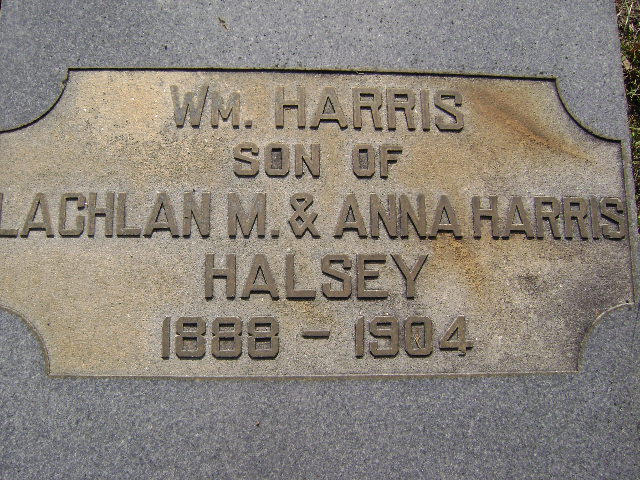 WM. HARRIS
SON OF
LACHLAN M. & ANNA HARRIS
HALSEY
1888 - 1904